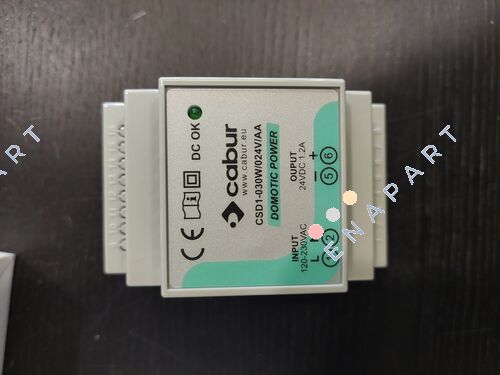 DC OK
CE
cabur
www.cabur.eu
CSD1-030W/024V/AA
DOMOTIC POWER
INPUT
120-230VAC
L N
1 2
OUPUT
24VDC 1.2A
– +
5 6
ENAPART
ENAPART
ENAPART